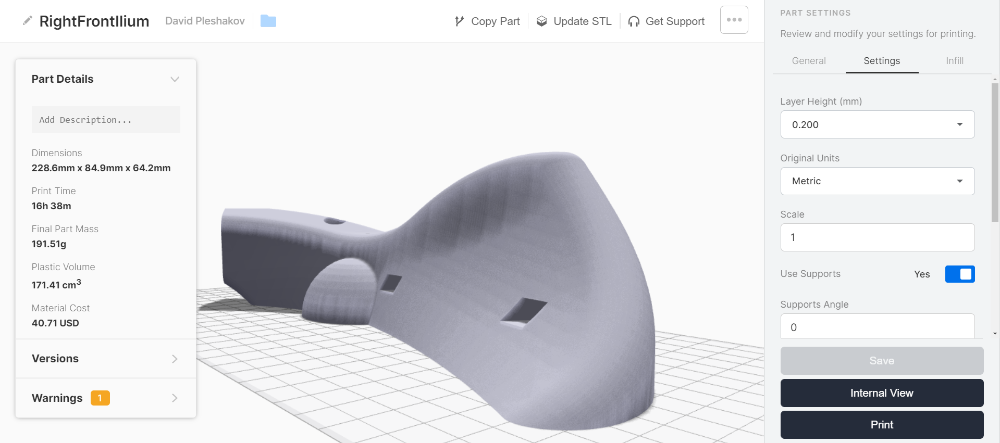 RightFrontIlium David Pleshakov Copy Part Update STL Get Support
Part Details
Add Description...
Dimensions
228.6mm x 84.9mm x 64.2mm
Print Time
16h 38m
Final Part Mass
191.51g
Plastic Volume
171.41 cm³
Material Cost
40.71 USD
Versions
Warnings 1
PART SETTINGS
Review and modify your settings for printing.
General Settings Infill
Layer Height (mm)
0.200
Original Units
Metric
Scale
1
Use Supports Yes
Supports Angle
0
Save
Internal View
Print